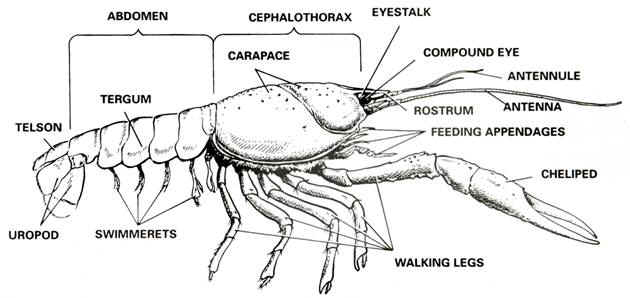 ABDOMEN
CEPHALOTHORAX
EYESTALK
CARAPACE
COMPOUND EYE
ANTENNULE
TERGUM
ROSTRUM
ANTENNA
TELSON
FEEDING APPENDAGES
CHELIPED
UROPOD
SWIMMERETS
WALKING LEGS